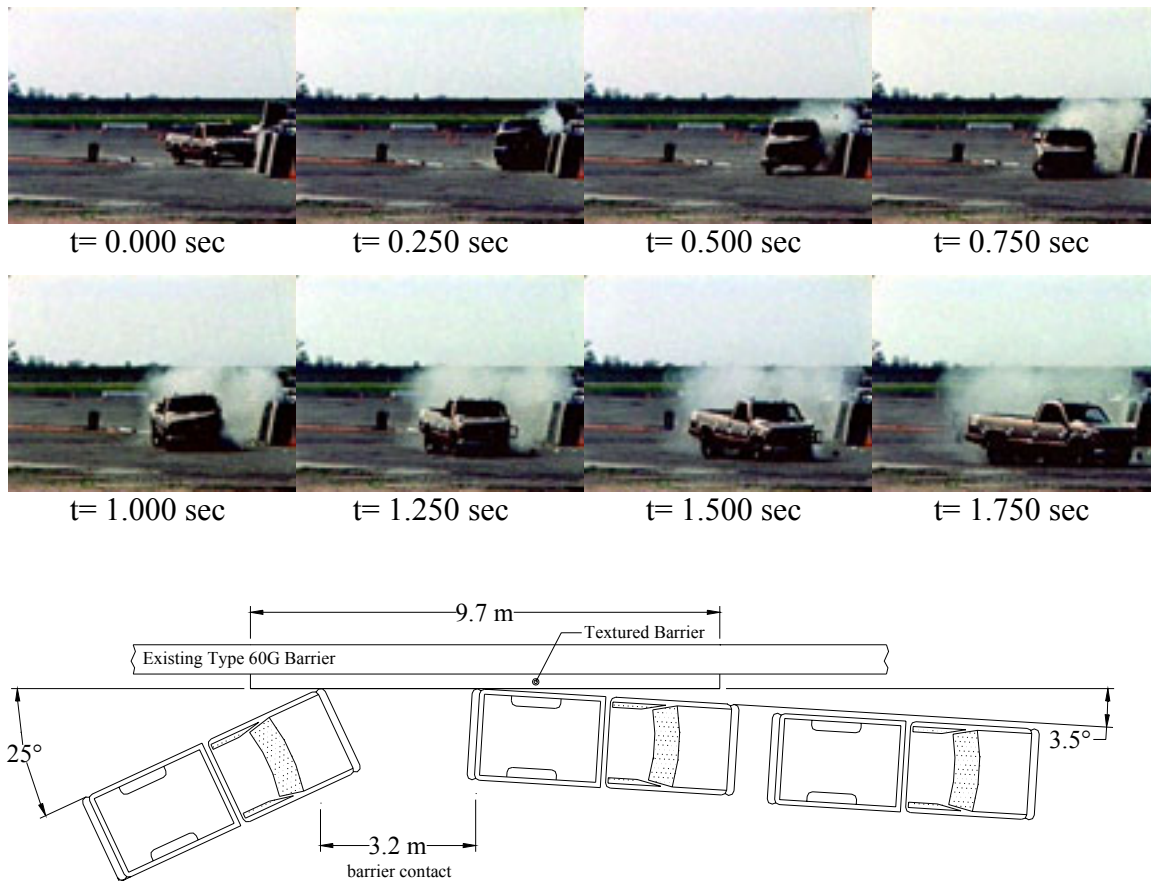 t= 0.000 sec
t= 0.250 sec
t= 0.500 sec
t= 0.750 sec
t= 1.000 sec
t= 1.250 sec
t= 1.500 sec
t= 1.750 sec
9.7 m
Textured Barrier
Existing Type 60G Barrier
25°
3.5°
3.2 m
barrier contact